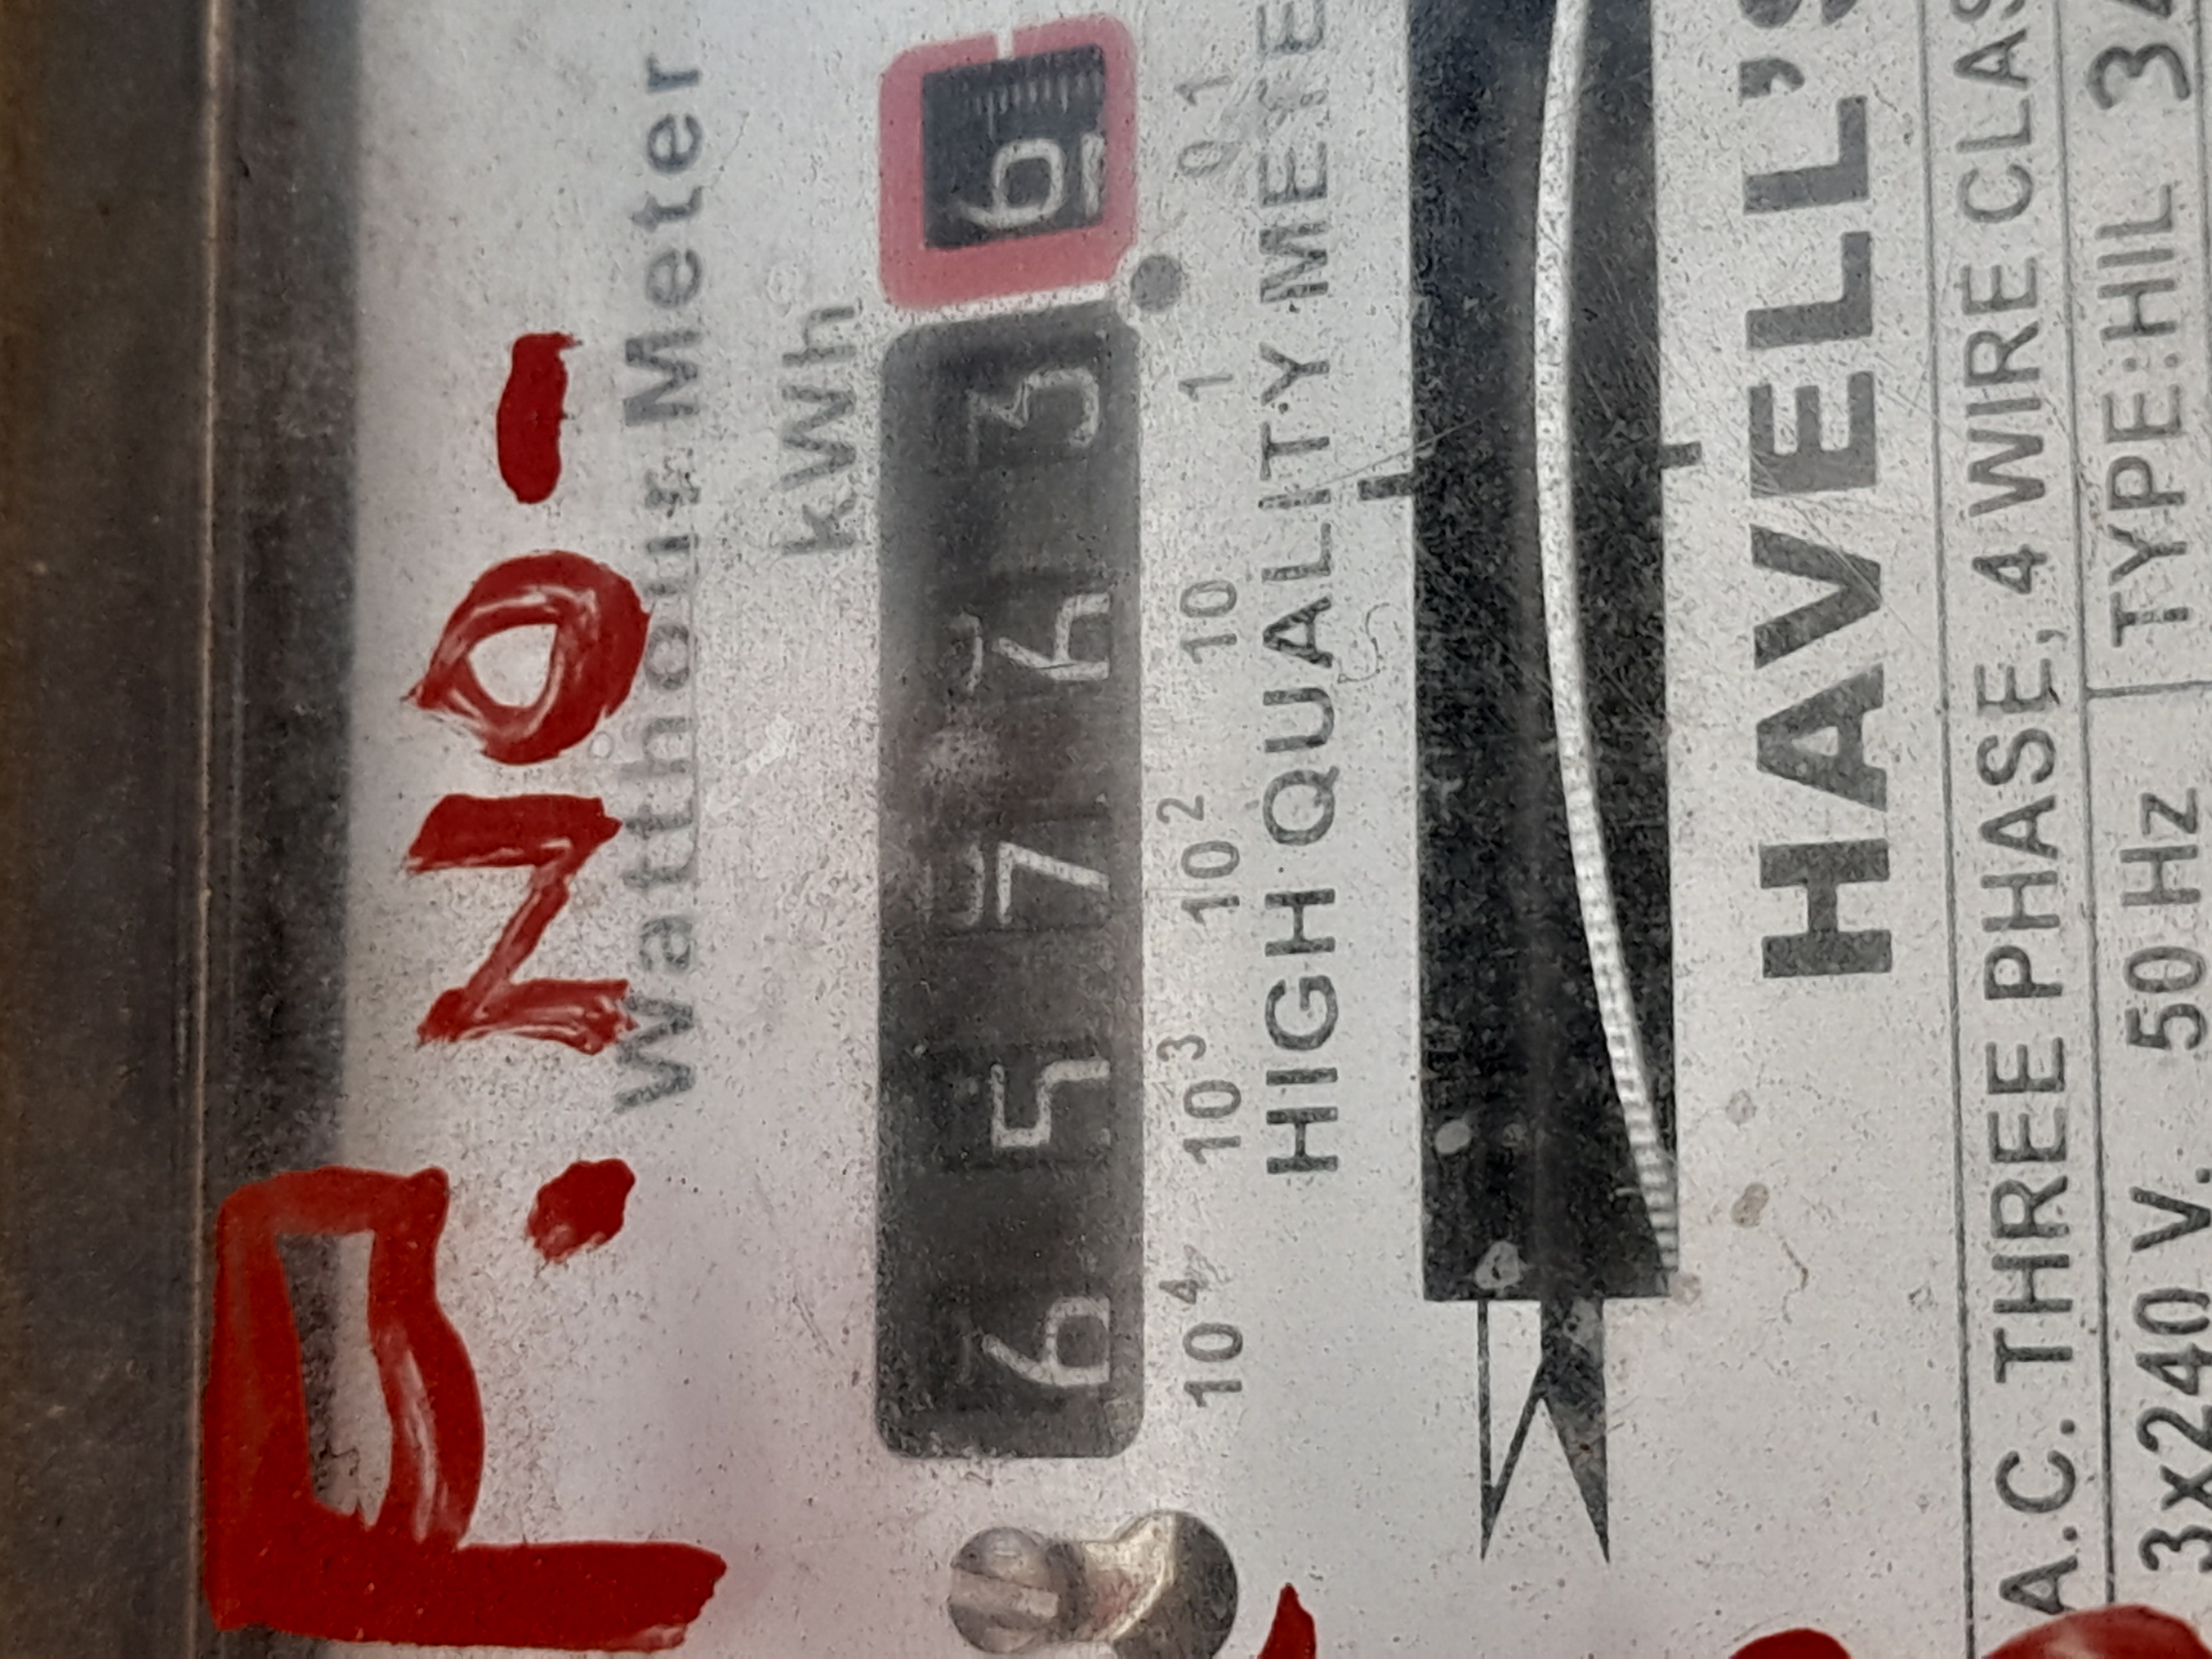 P.NO-
Watthour Meter
kWh
6 5 7 6 3 6
10⁴ 10³ 10² 10 1 0.1
HIGH QUALITY METE
HAVELL'S
A.C. THREE PHASE, 4 WIRE CLAS
3x240 V. 50 Hz TYPE:HIL 34